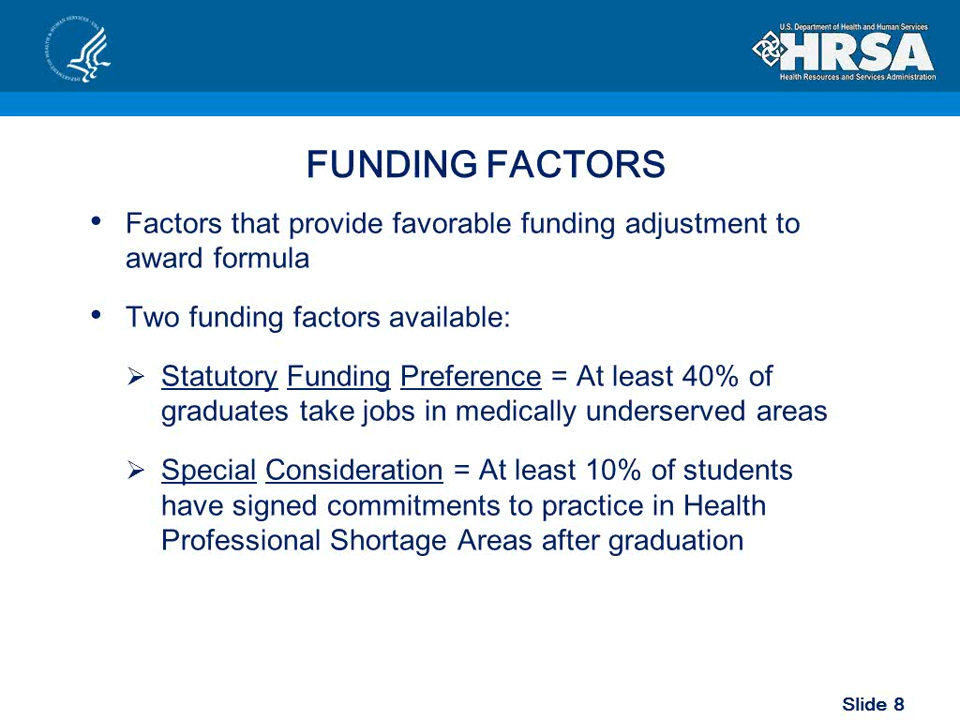 U.S. Department of Health and Human Services
HRSA
Health Resources and Services Administration
FUNDING FACTORS
• Factors that provide favorable funding adjustment to
award formula
• Two funding factors available:
➢ Statutory Funding Preference = At least 40% of
graduates take jobs in medically underserved areas
➢ Special Consideration = At least 10% of students
have signed commitments to practice in Health
Professional Shortage Areas after graduation
Slide 8